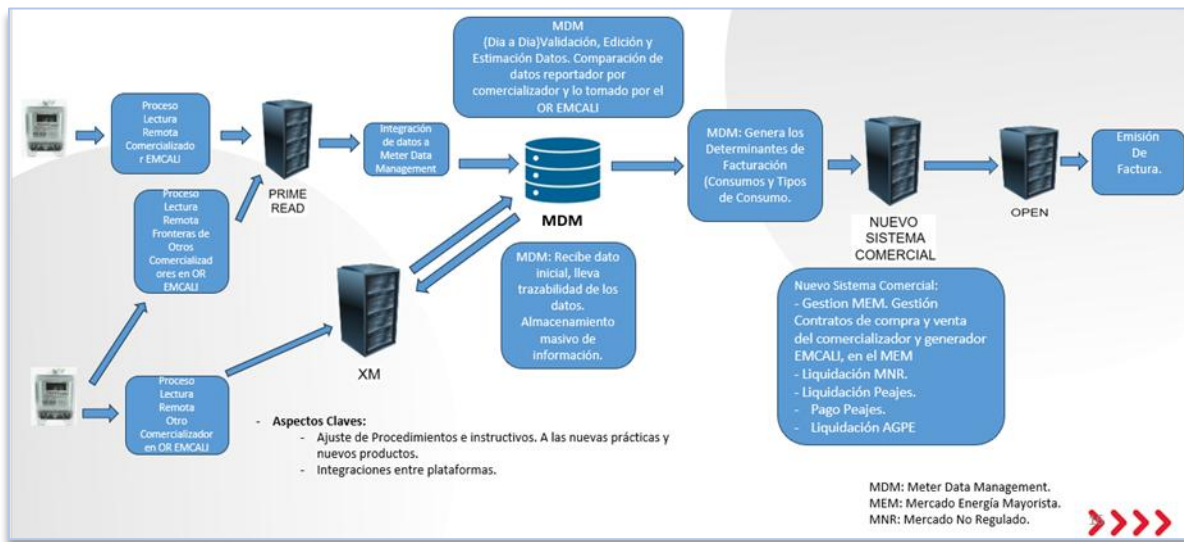 MDM
(Dia a Dia)Validación, Edición y
Estimación Datos. Comparación de
datos reportador por
comercializador y lo tomado por el
OR EMCALI
Proceso
Lectura
Remota
Comercializado
r EMCALI
PRIME
READ
Integración
de datos a
Meter Data
Management
MDM
MDM: Genera los
Determinantes de
Facturación
(Consumos y Tipos
de Consumo.
NUEVO
SISTEMA
COMERCIAL
OPEN
Emisión
De
Factura.
Proceso
Lectura
Remota
Fronteras de
Otros
Comercializad
ores en OR
EMCALI
XM
MDM: Recibe dato
inicial, lleva
trazabilidad de los
datos.
Almacenamiento
masivo de
información.
Nuevo Sistema Comercial:
- Gestion MEM. Gestión
Contratos de compra y venta
del comercializador y generador
EMCALI, en el MEM
- Liquidación MNR.
- Liquidación Peajes.
- Pago Peajes.
- Liquidación AGPE
Proceso
Lectura
Remota
Otro
Comercializador
en OR EMCALI
- Aspectos Claves:
- Ajuste de Procedimientos e instructivos. A las nuevas prácticas y
nuevos productos.
- Integraciones entre plataformas.
MDM: Meter Data Management.
MEM: Mercado Energía Mayorista.
MNR: Mercado No Regulado.